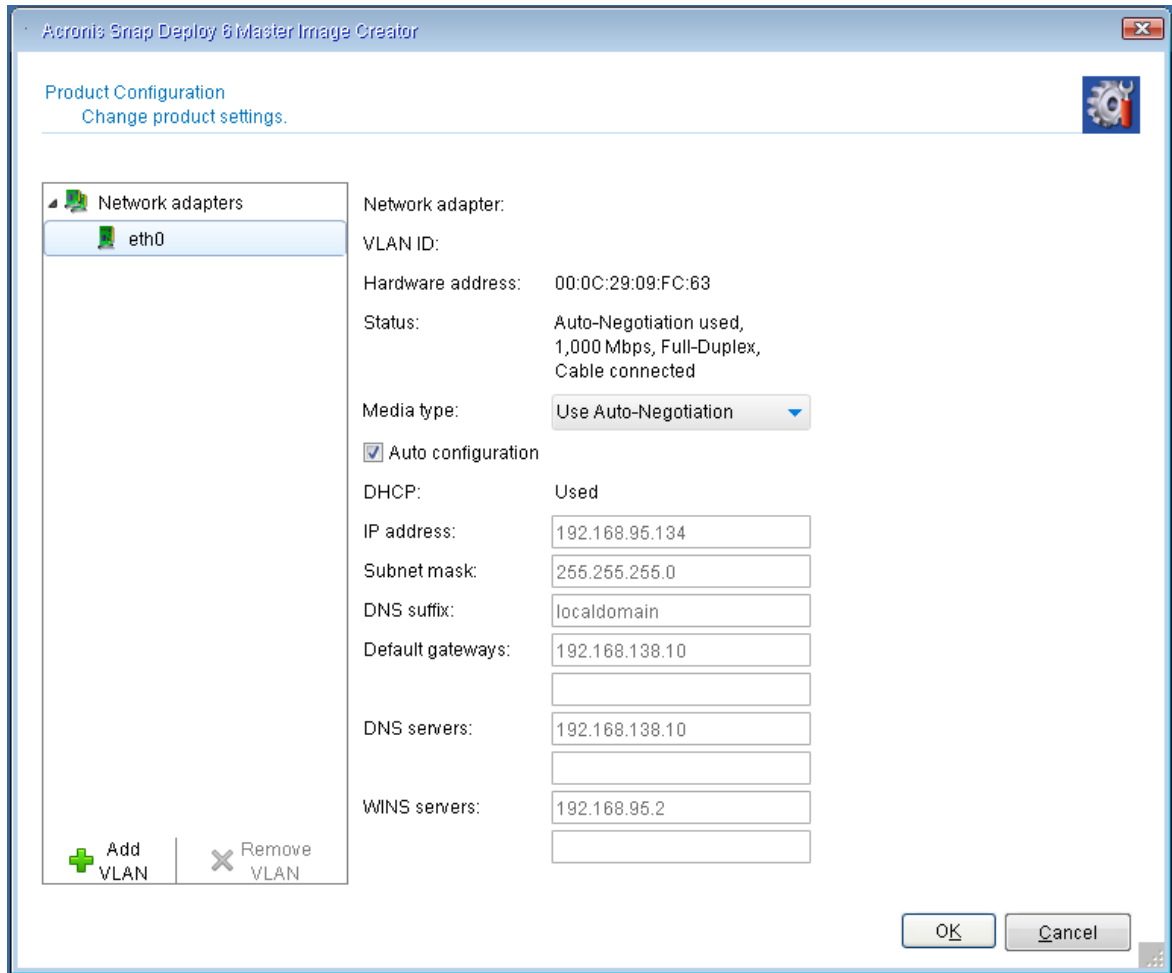 Acronis Snap Deploy 6 Master Image Creator
Product Configuration
Change product settings.
Network adapters
eth0
Add VLAN
Remove VLAN
Network adapter:
VLAN ID:
Hardware address: 00:0C:29:09:FC:63
Status: Auto-Negotiation used,
1,000 Mbps, Full-Duplex,
Cable connected
Media type: Use Auto-Negotiation
Auto configuration
DHCP: Used
IP address: 192.168.95.134
Subnet mask: 255.255.255.0
DNS suffix: localdomain
Default gateways: 192.168.138.10
DNS servers: 192.168.138.10
WINS servers: 192.168.95.2
OK
Cancel